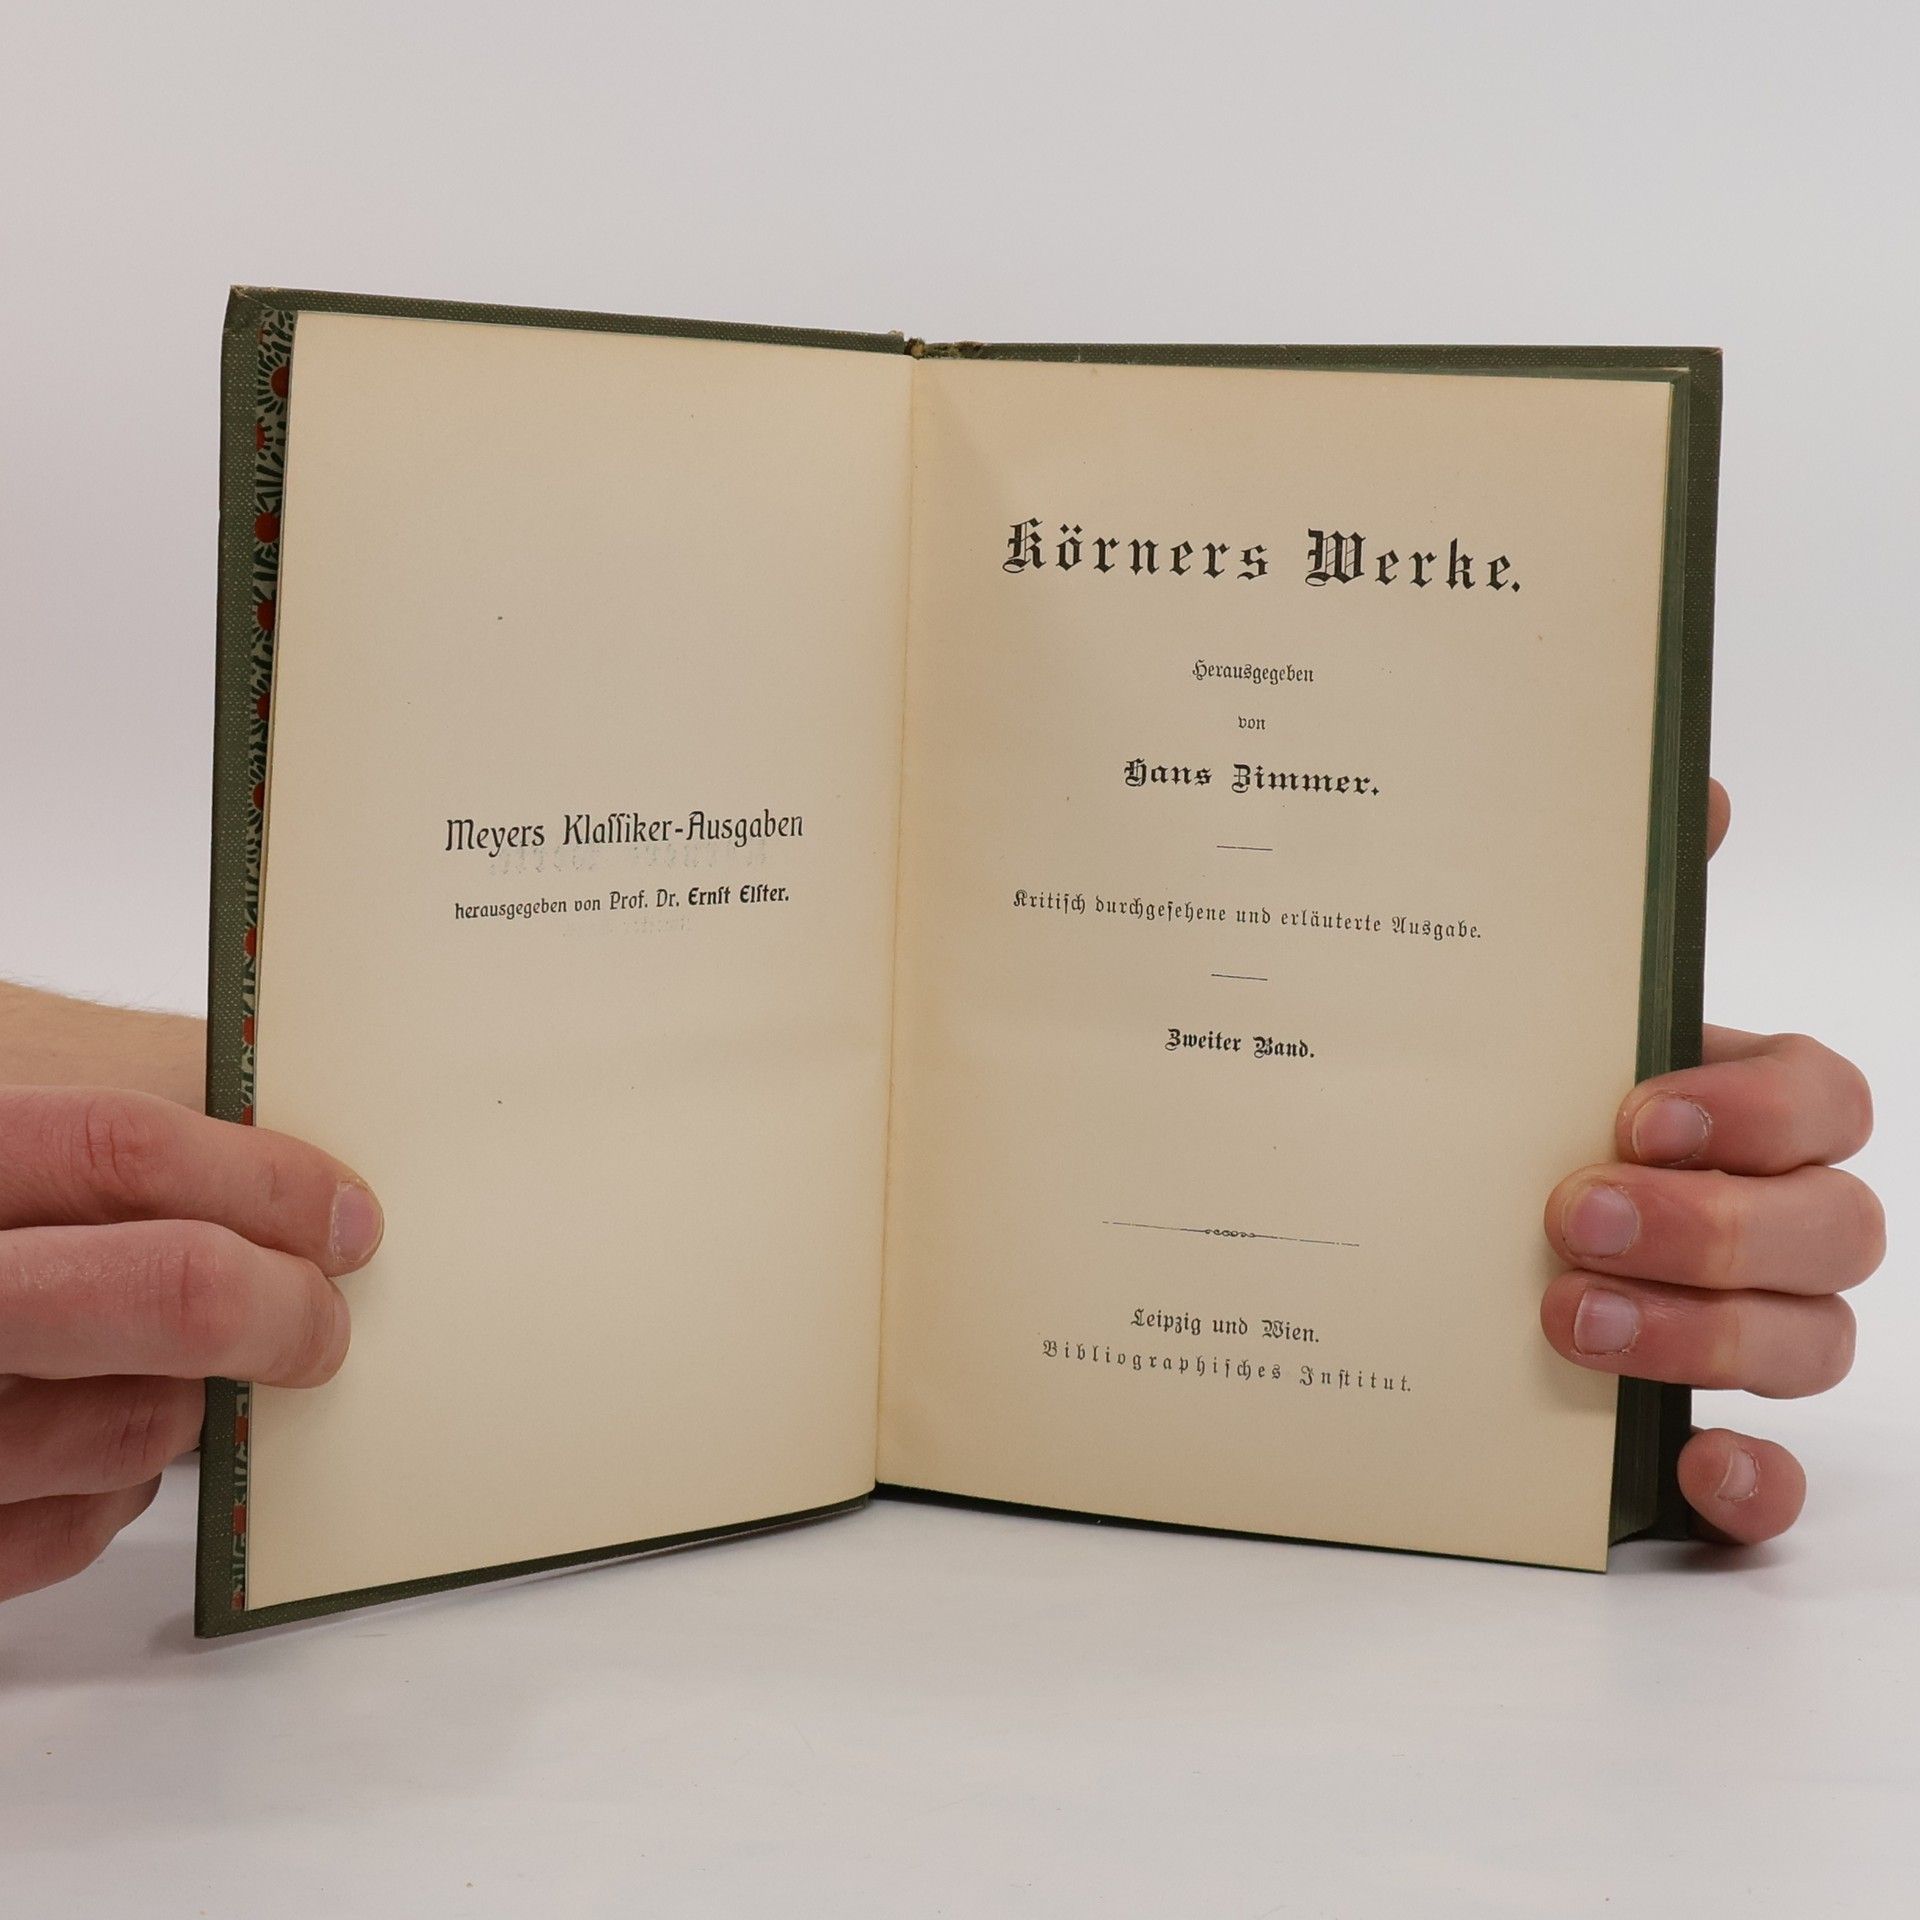 Meyers Klaſſiker-Ausgaben
herausgegeben von Prof. Dr. Ernſt Elſter.
Körners Werke.
Herausgegeben
von
Hans Zimmer.
Kritiſch durchgeſehene und erläuterte Ausgabe.
Zweiter Band.
Leipzig und Wien.
Bibliographiſches Inſtitut.